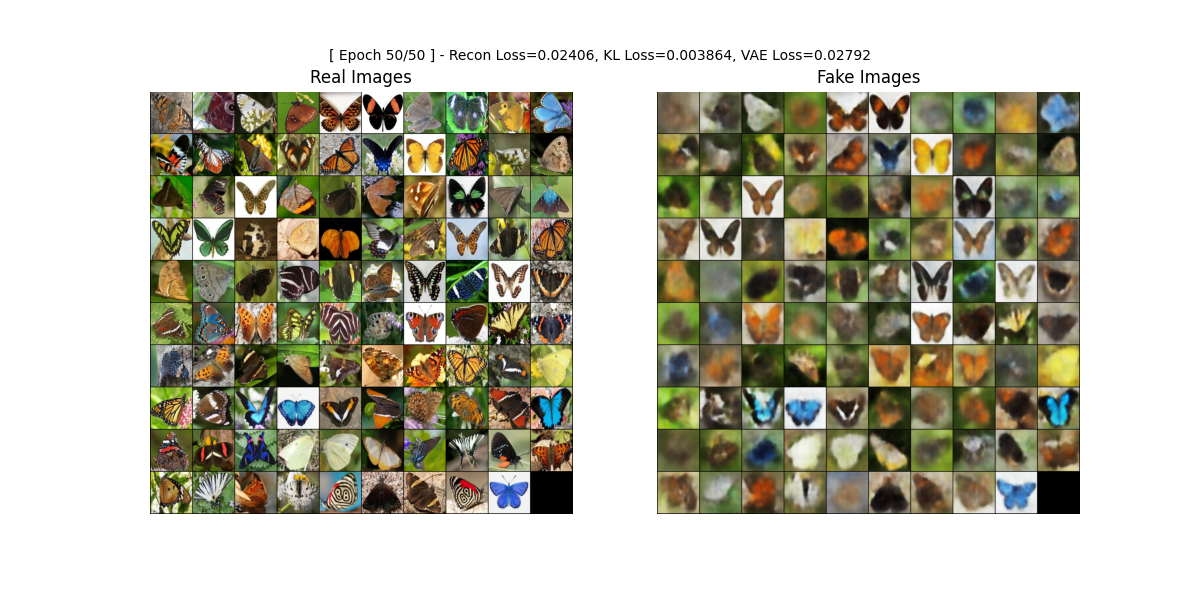 [ Epoch 50/50 ] - Recon Loss=0.02406, KL Loss=0.003864, VAE Loss=0.02792
Real Images
Fake Images